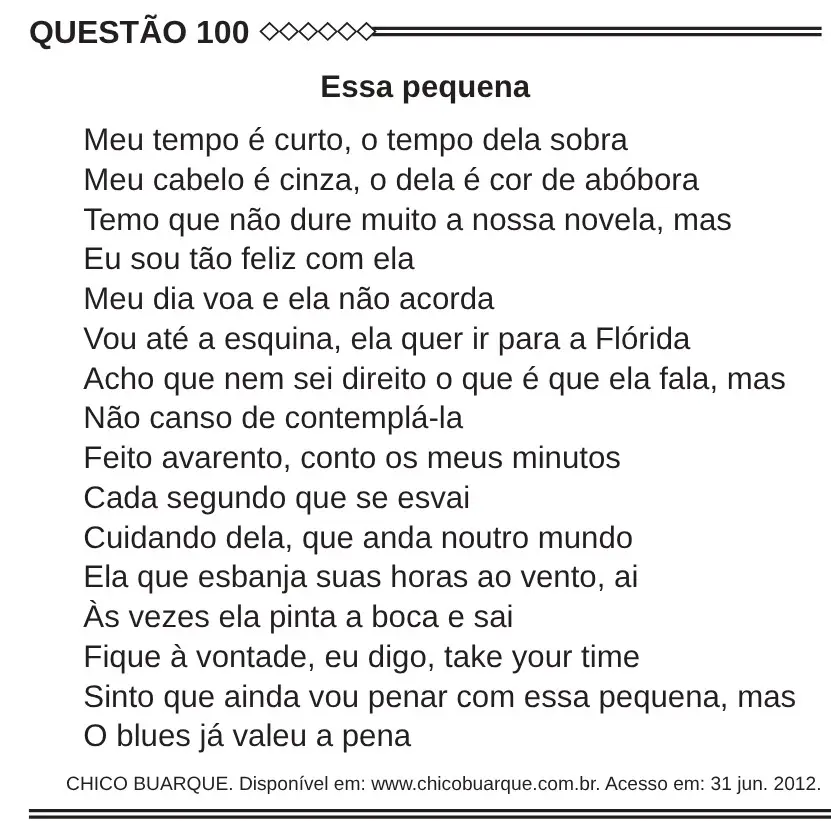 QUESTÃO 100
Essa pequena
Meu tempo é curto, o tempo dela sobra
Meu cabelo é cinza, o dela é cor de abóbora
Temo que não dure muito a nossa novela, mas
Eu sou tão feliz com ela
Meu dia voa e ela não acorda
Vou até a esquina, ela quer ir para a Flórida
Acho que nem sei direito o que é que ela fala, mas
Não canso de contemplá-la
Feito avarento, conto os meus minutos
Cada segundo que se esvai
Cuidando dela, que anda noutro mundo
Ela que esbanja suas horas ao vento, ai
Às vezes ela pinta a boca e sai
Fique à vontade, eu digo, take your time
Sinto que ainda vou penar com essa pequena, mas
O blues já valeu a pena
CHICO BUARQUE. Disponível em: www.chicobuarque.com.br. Acesso em: 31 jun. 2012.